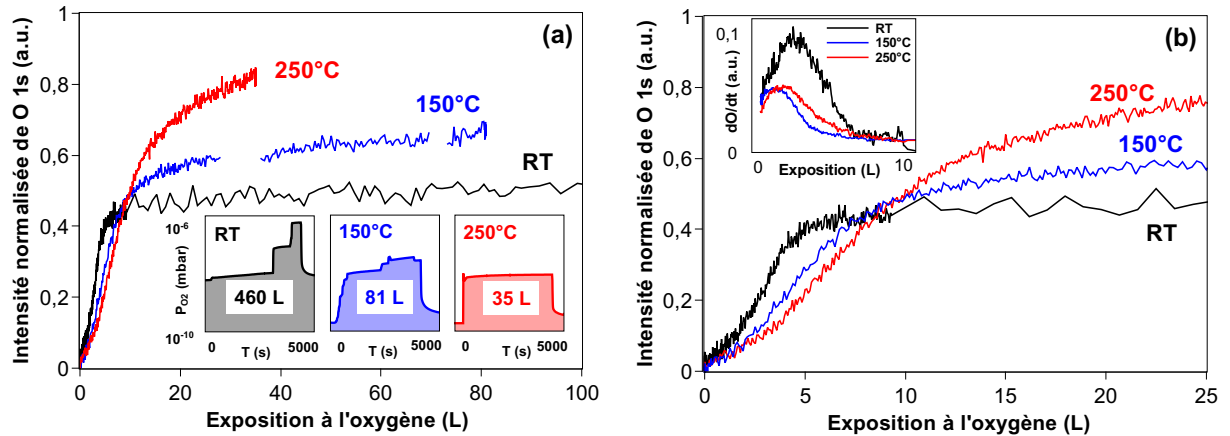 Intensité normalisée de O 1s (a.u.)
1
0.8
0.6
0.4
0,2
0
0
20
40
60
80
100
Exposition à l'oxygène (L)
(a)
250°C
150°C
RT
P O2 (mbar)
10-6
10-10
RT
460 L
0
5000
T (s)
150°C
81 L
0
5000
T (s)
250°C
35 L
0
5000
T (s)
Intensité normalisée de O 1s (a.u.)
1
0,8
0,6
0,4
0,2
0
0
5
10
15
20
25
Exposition à l'oxygène (L)
(b)
250°C
150°C
RT
dO/dt (a.u.)
0,1
0
0
10
Exposition (L)
RT
150°C
250°C